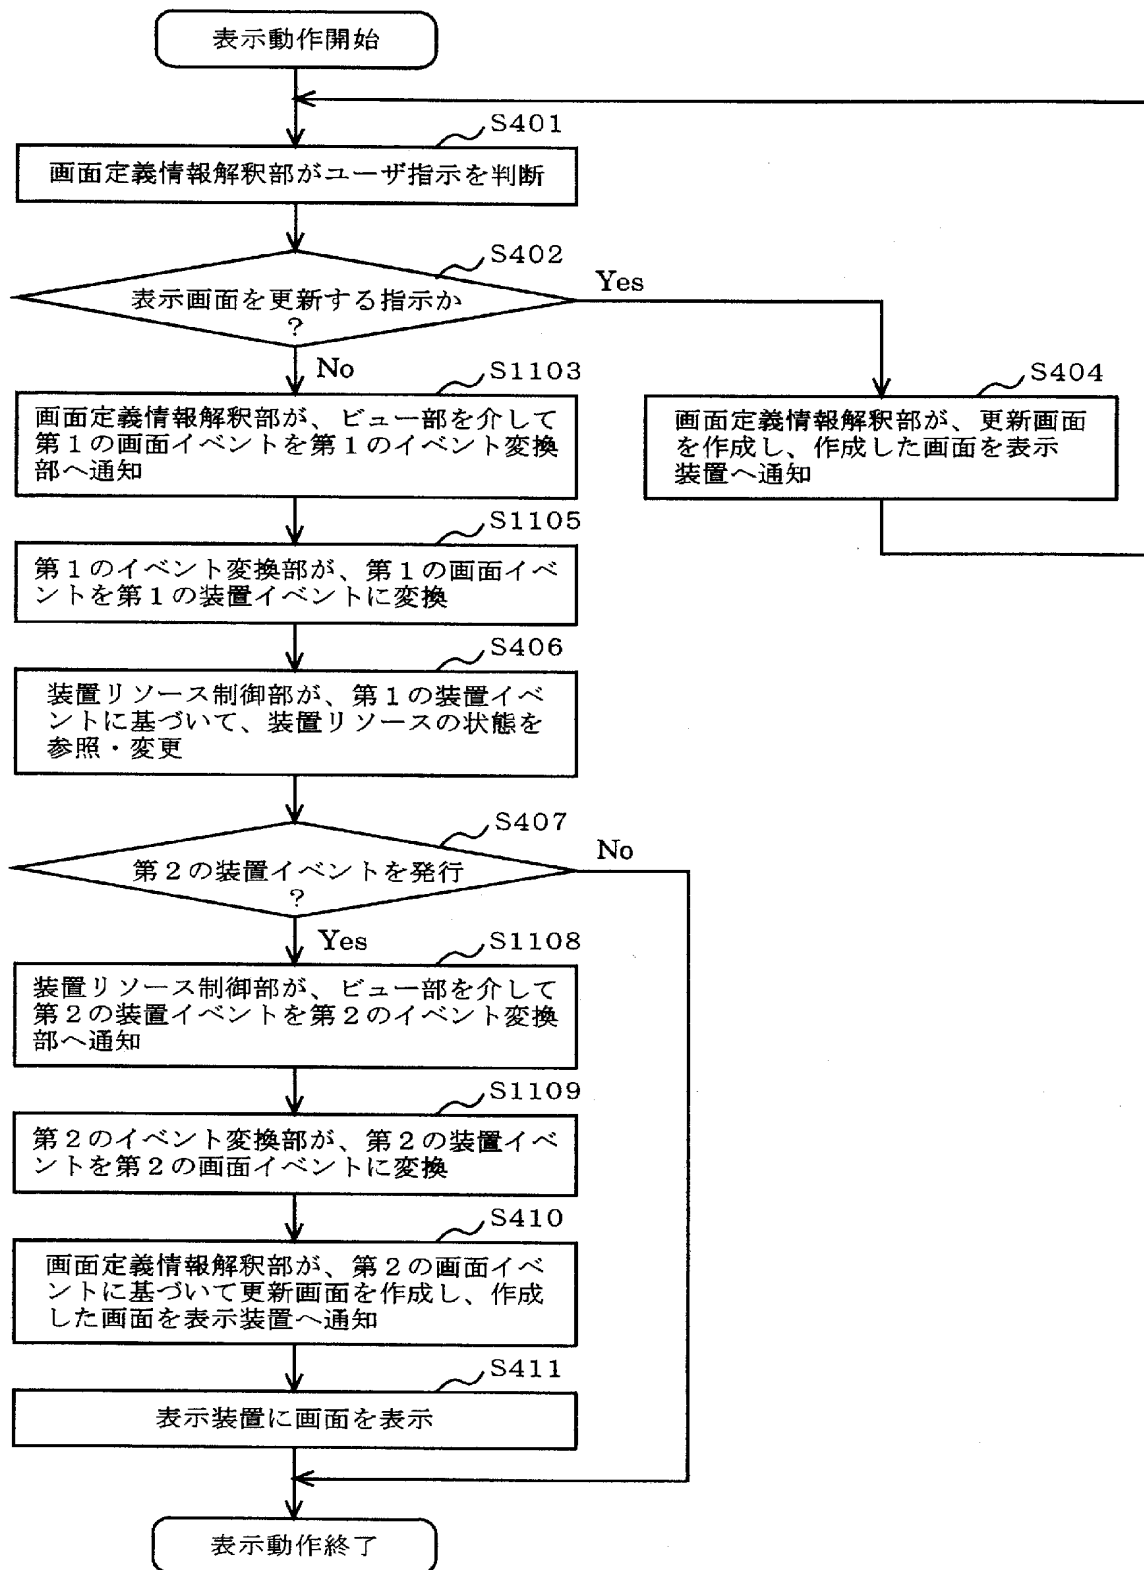 表示動作開始
S401
画面定義情報解釈部がユーザ指示を判断
S402
表示画面を更新する指示か
?
Yes
No
S1103
画面定義情報解釈部が、ビュー部を介して
第1の画面イベントを第1のイベント変換
部へ通知
S404
画面定義情報解釈部が、更新画面
を作成し、作成した画面を表示
装置へ通知
S1105
第1のイベント変換部が、第1の画面イベ
ントを第1の装置イベントに変換
S406
装置リソース制御部が、第1の装置イベ
ントに基づいて、装置リソースの状態を
参照・変更
S407
第2の装置イベントを発行
?
No
Yes
S1108
装置リソース制御部が、ビュー部を介して
第2の装置イベントを第2のイベント変換
部へ通知
S1109
第2のイベント変換部が、第2の装置イベ
ントを第2の画面イベントに変換
S410
画面定義情報解釈部が、第2の画面イベ
ントに基づいて更新画面を作成し、作成
した画面を表示装置へ通知
S411
表示装置に画面を表示
表示動作終了